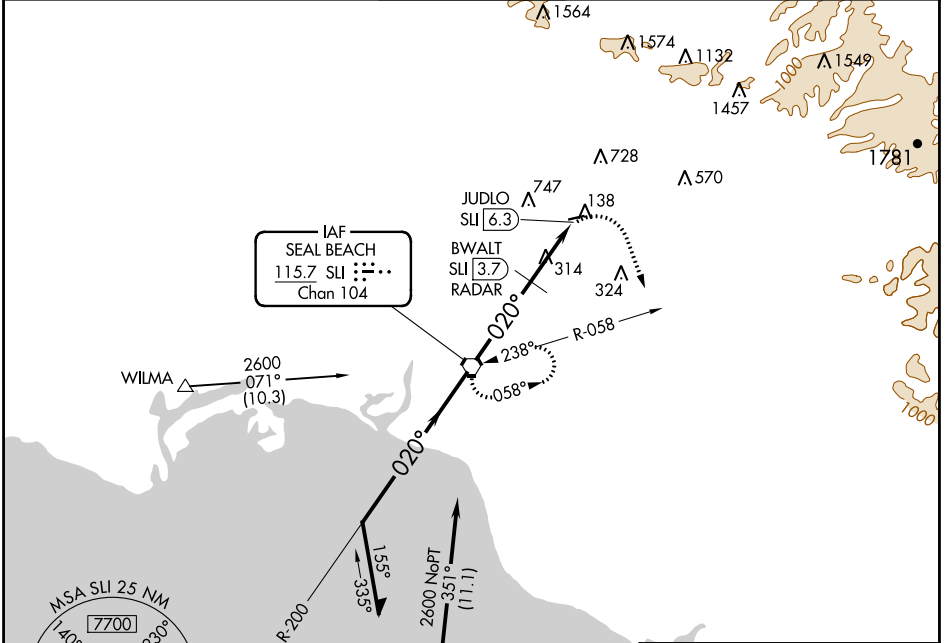 1564
1574
1132
1549
1000
1457
1781
728
570
747
138
JUDLO
SLI 6.3
BWALT
SLI 3.7
RADAR
314
324
IAF
SEAL BEACH
115.7 SLI
Chan 104
020°
R-058
238°
058°
WILMA
2600
071°
(10.3)
1000
020°
155°
335°
R-200
2600 NoPT
351°
(11.1)
MSA SLI 25 NM
7700
140°
230°